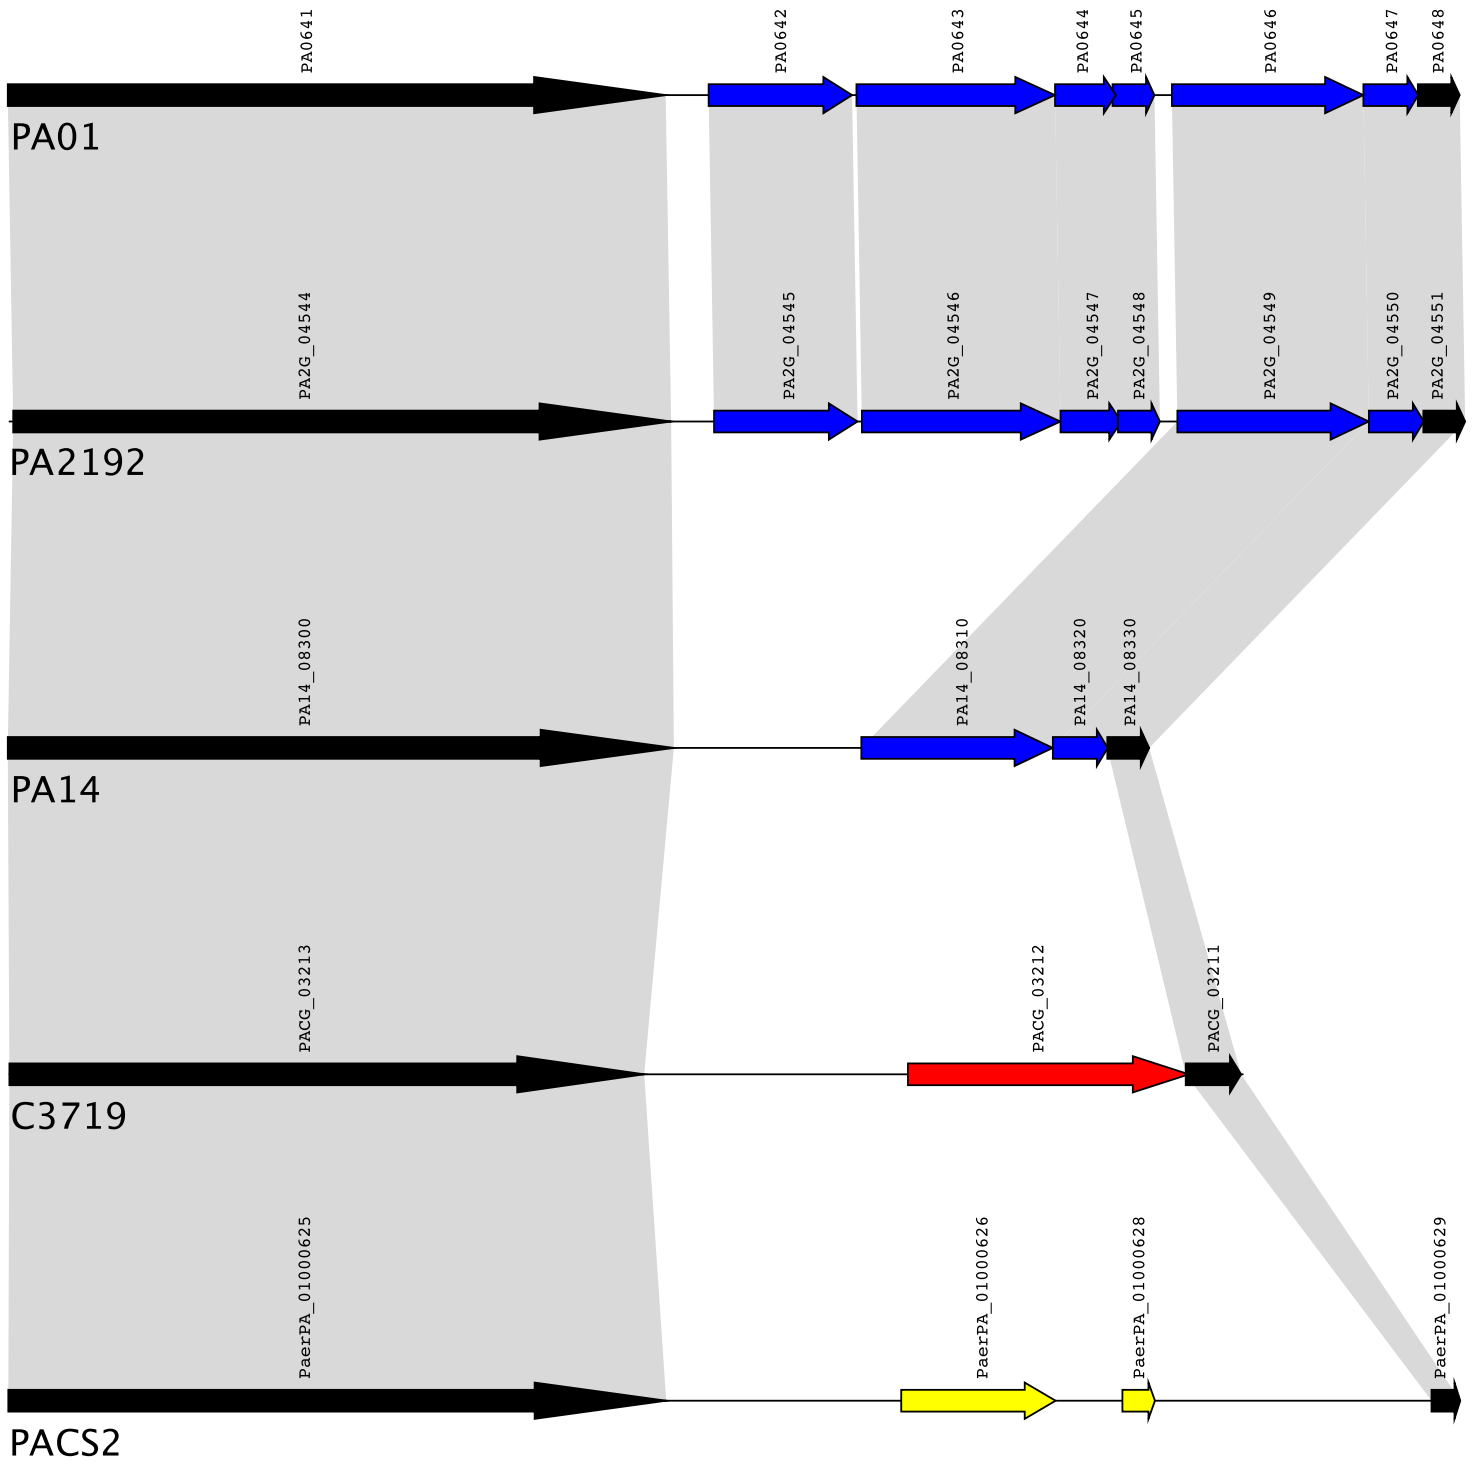 PA0641
PA0642
PA0643
PA0644
PA0645
PA0646
PA0647
PA0648
PA01
PA2G_04544
PA2G_04545
PA2G_04546
PA2G_04547
PA2G_04548
PA2G_04549
PA2G_04550
PA2G_04551
PA2192
PA14_08300
PA14_08310
PA14_08320
PA14_08330
PA14
PACG_03213
PACG_03212
PACG_03211
C3719
PaerPA_01000625
PaerPA_01000626
PaerPA_01000628
PaerPA_01000629
PACS2